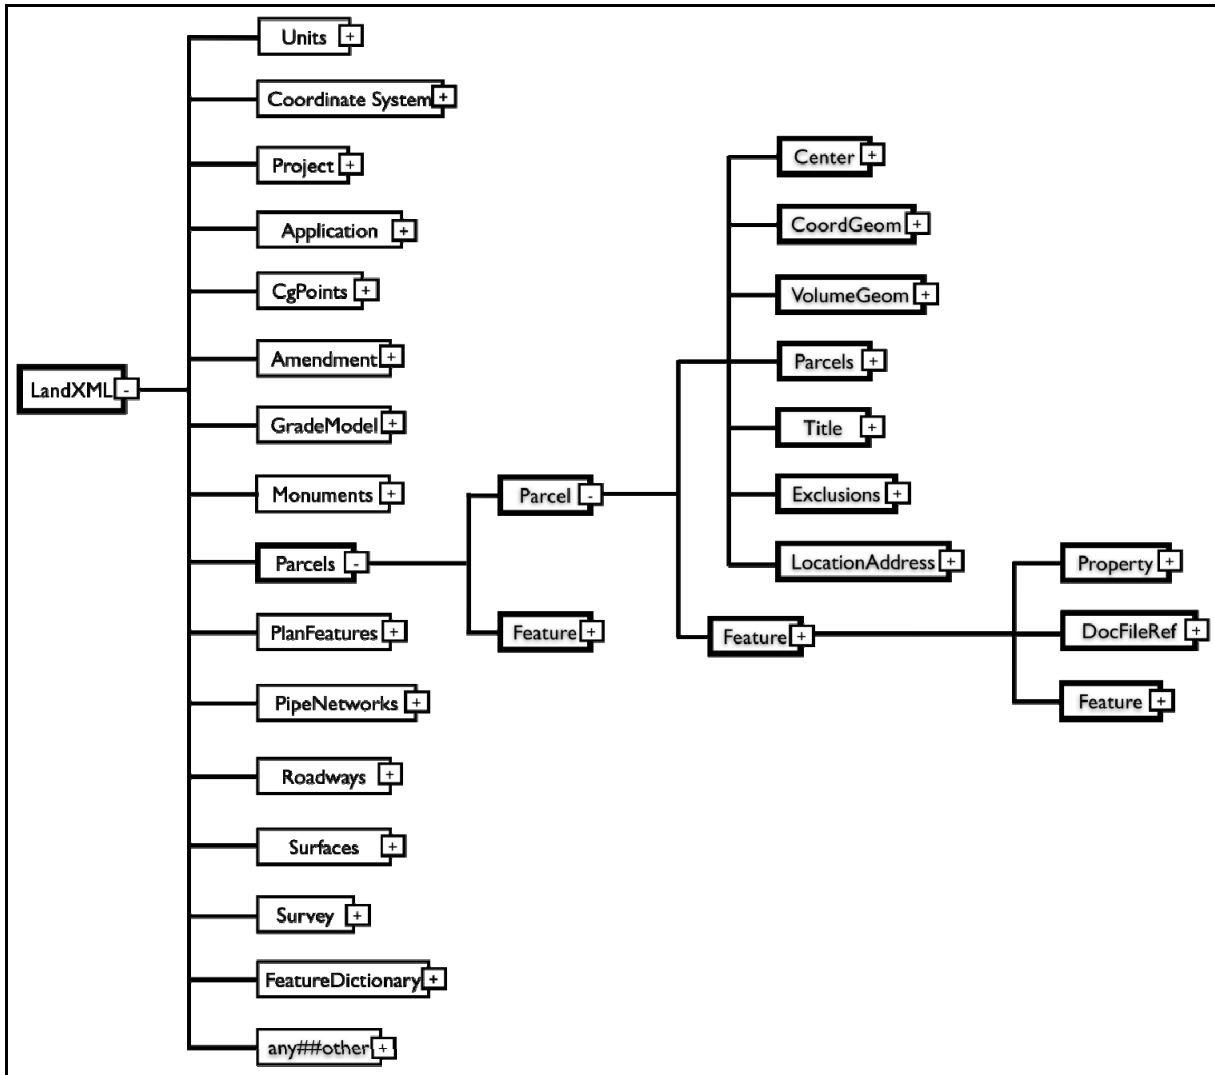 LandXML -
Units +
Coordinate System +
Project +
Application +
CgPoints +
Amendment +
GradeModel +
Monuments +
Parcels -
PlanFeatures +
PipeNetworks +
Roadways +
Surfaces +
Survey +
FeatureDictionary +
any##other +
Parcel -
Feature +
Center +
CoordGeom +
VolumeGeom +
Parcels +
Title +
Exclusions +
LocationAddress +
Feature +
Property +
DocFileRef +
Feature +